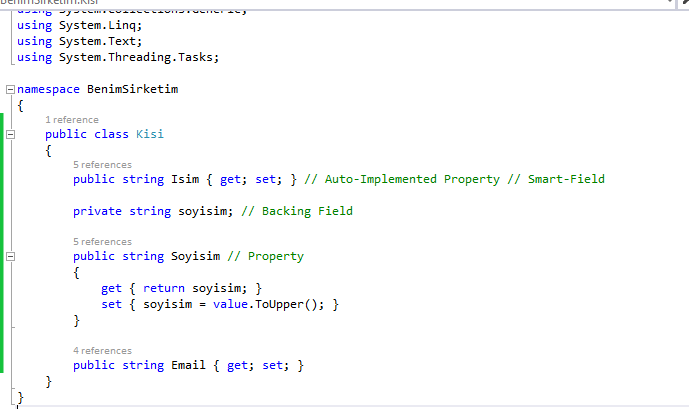 BenimSirketim.Kisi
using System.Collections.Generic;
using System.Linq;
using System.Text;
using System.Threading.Tasks;
namespace BenimSirketim
{
1 reference
public class Kisi
{
5 references
public string Isim { get; set; } // Auto-Implemented Property // Smart-Field
private string soyisim; // Backing Field
5 references
public string Soyisim // Property
{
get { return soyisim; }
set { soyisim = value.ToUpper(); }
}
4 references
public string Email { get; set; }
}
}